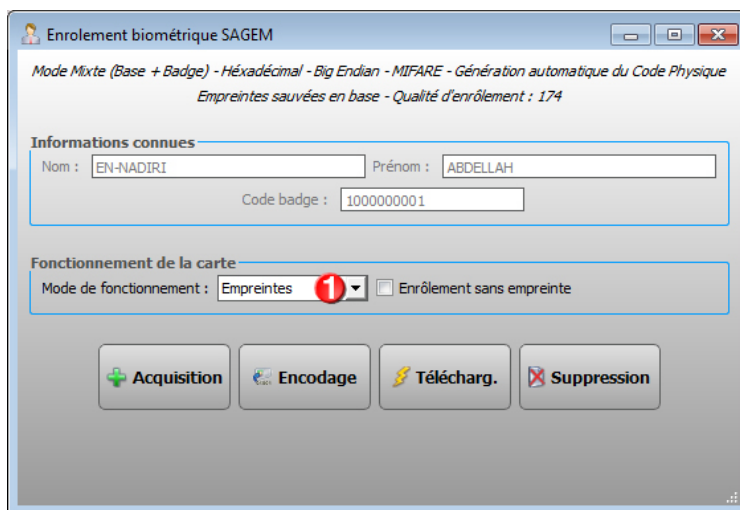 Enrolement biométrique SAGEM
Mode Mixte (Base + Badge) - Héxadécimal - Big Endian - MIFARE - Génération automatique du Code Physique
Empreintes sauvées en base - Qualité d'enrôlement : 174
Informations connues
Nom : EN-NADIRI Prénom : ABDELLAH
Code badge : 1000000001
Fonctionnement de la carte
Mode de fonctionnement : Empreintes 1 Enrôlement sans empreinte
Acquisition Encodage Télécharg. Suppression